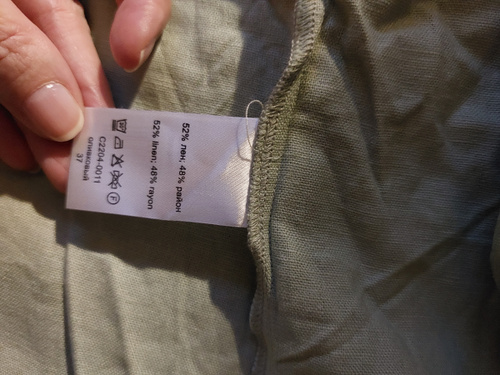 52% лен; 48% район
52% linen; 48% rayon
F
C2204-0011
оливковый
37